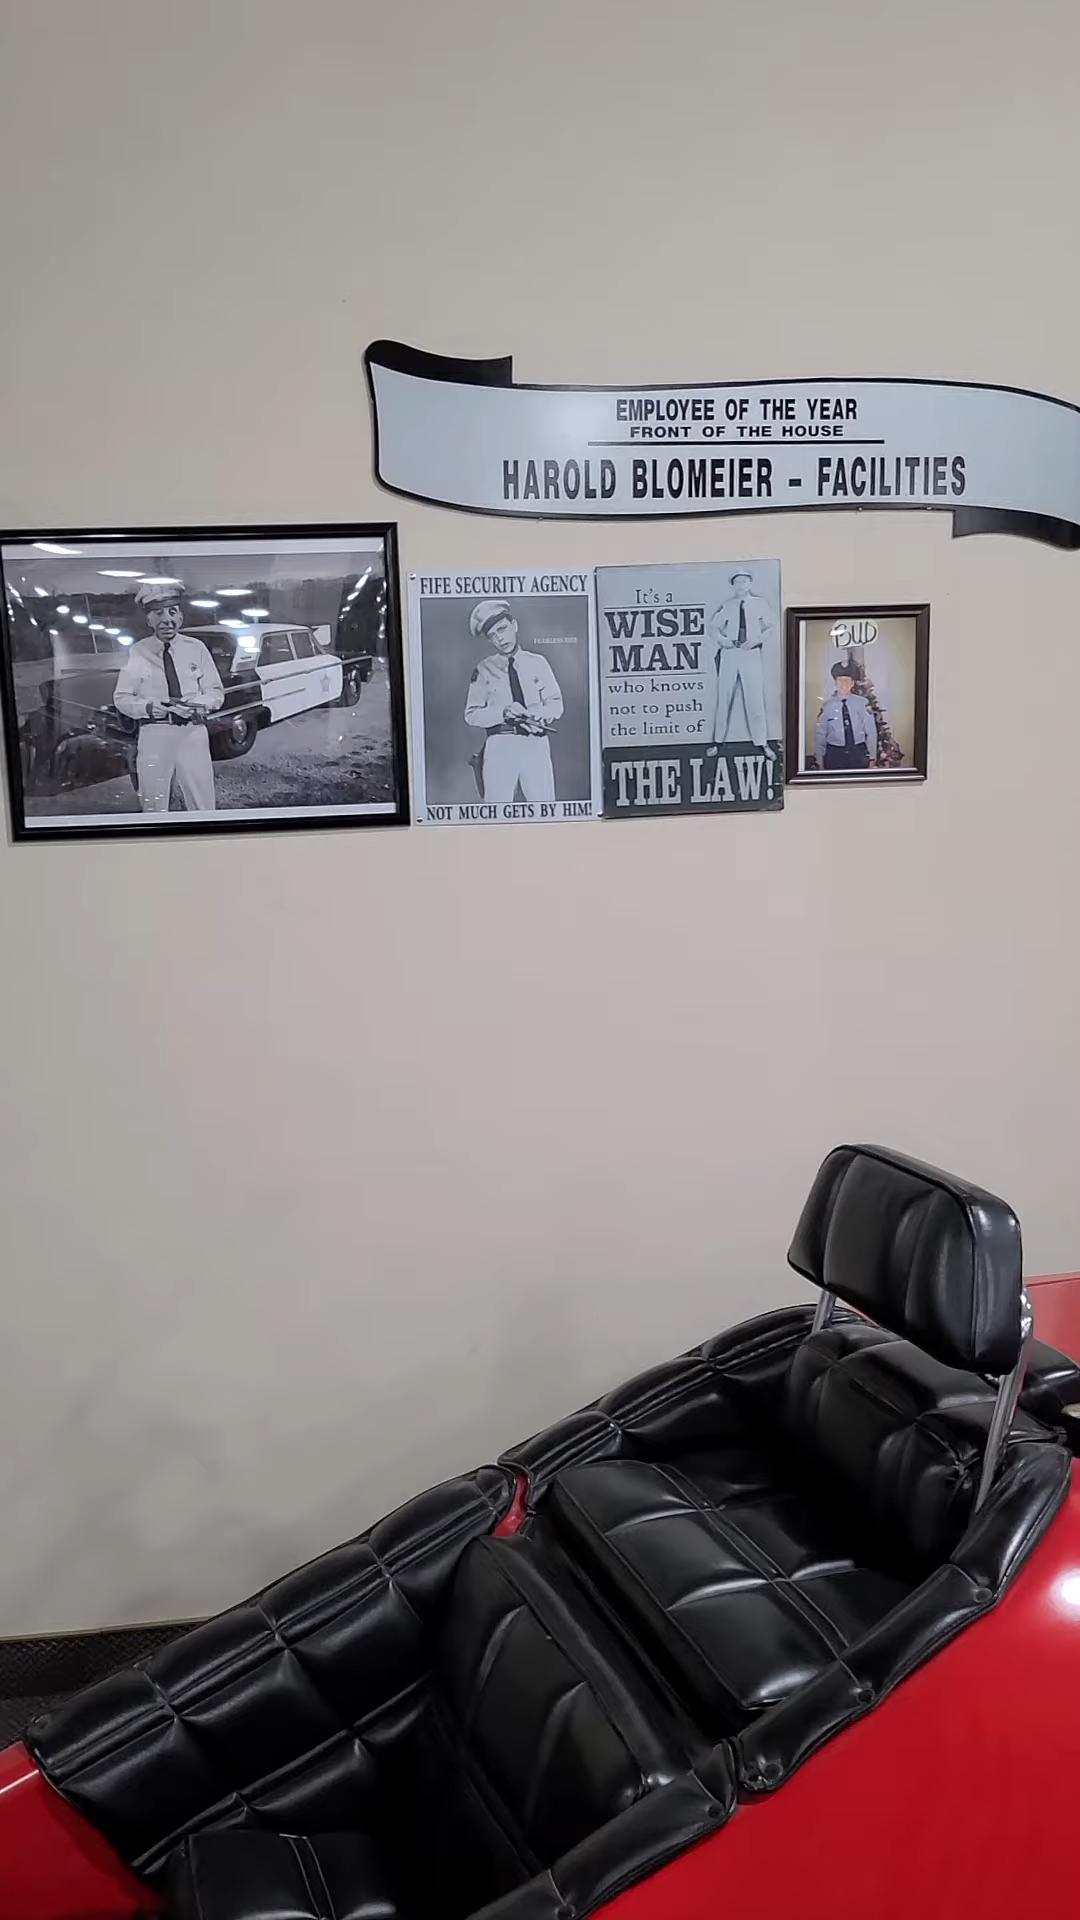 EMPLOYEE OF THE YEAR
FRONT OF THE HOUSE
HAROLD BLOMEIER - FACILITIES
FIFE SECURITY AGENCY
NOT MUCH GETS BY HIM!
It's a
WISE
MAN
who knows
not to push
the limit of
THE LAW!
BUD